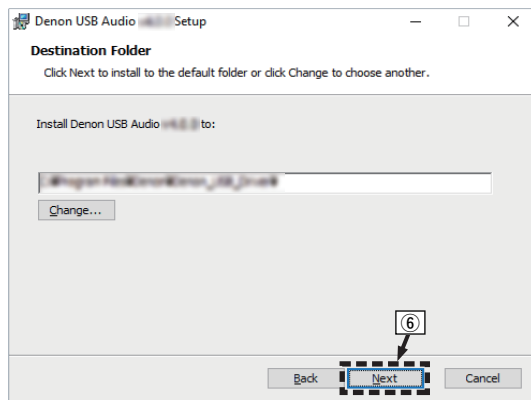 Denon USB Audio Setup
Destination Folder
Click Next to install to the default folder or click Change to choose another.
Install Denon USB Audio to:
Change...
⑥
Back Next Cancel